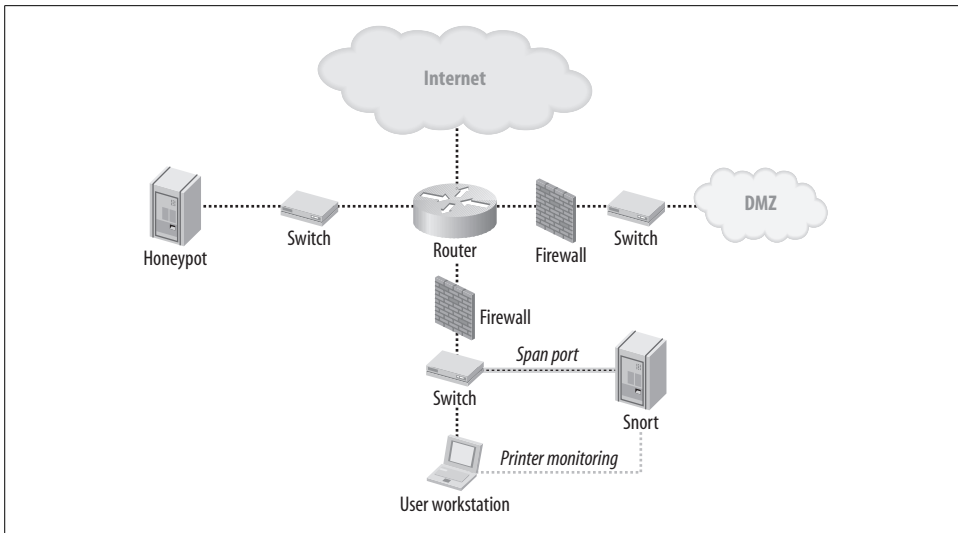 Internet
DMZ
Honeypot
Switch
Router
Firewall
Switch
Firewall
Span port
Switch
Snort
Printer monitoring
User workstation